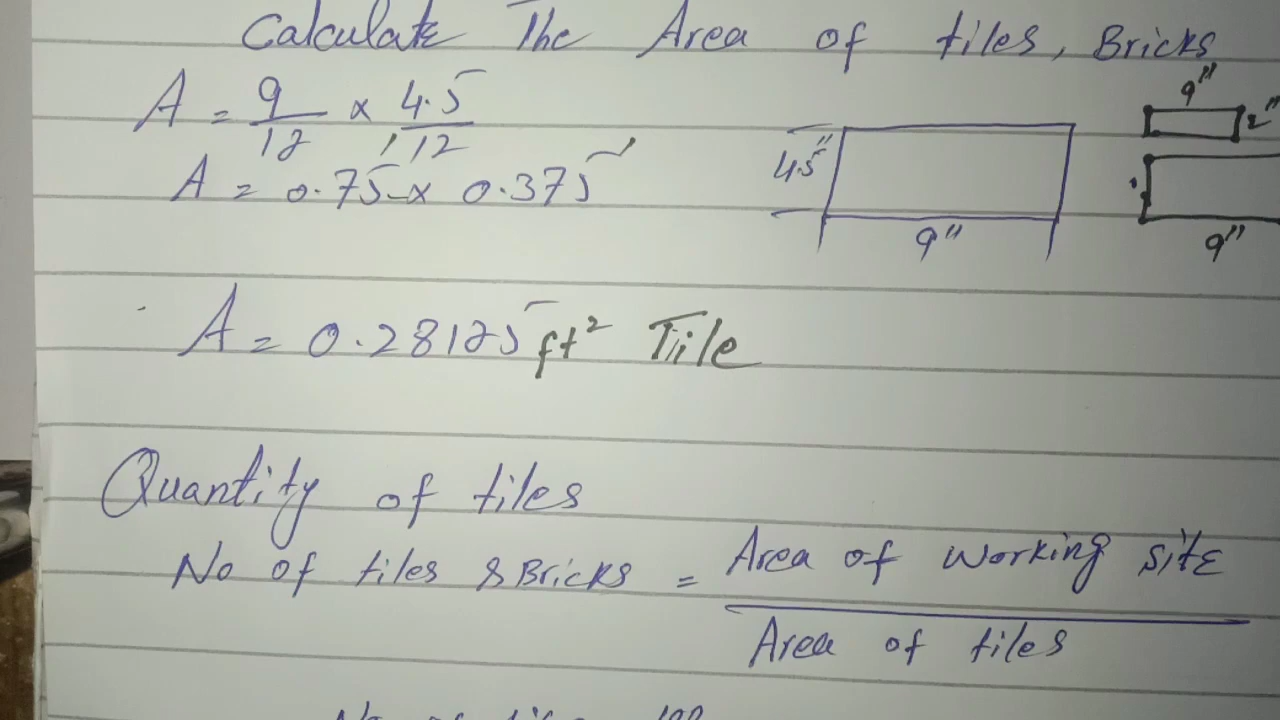 Calculate The Area of tiles, Bricks
A = 9/12 x 4.5/12
A = 0.75 x 0.375
4.5"
9"
9"
2"
9"
A = 0.28125 ft² Tile
Quantity of tiles
No of tiles & Bricks = Area of working site
Area of tiles